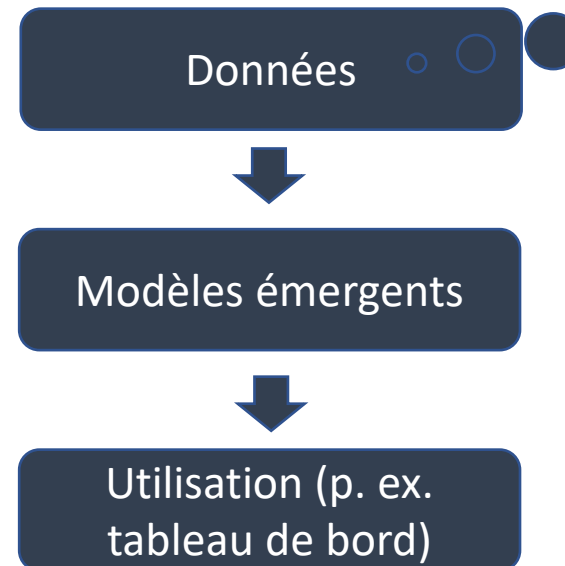 Données
Modèles émergents
Utilisation (p. ex.
tableau de bord)